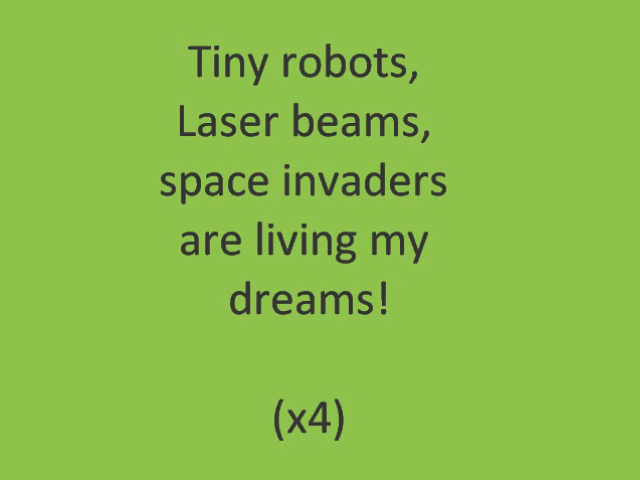 Tiny robots,
Laser beams,
space invaders
are living my
dreams!
(x4)